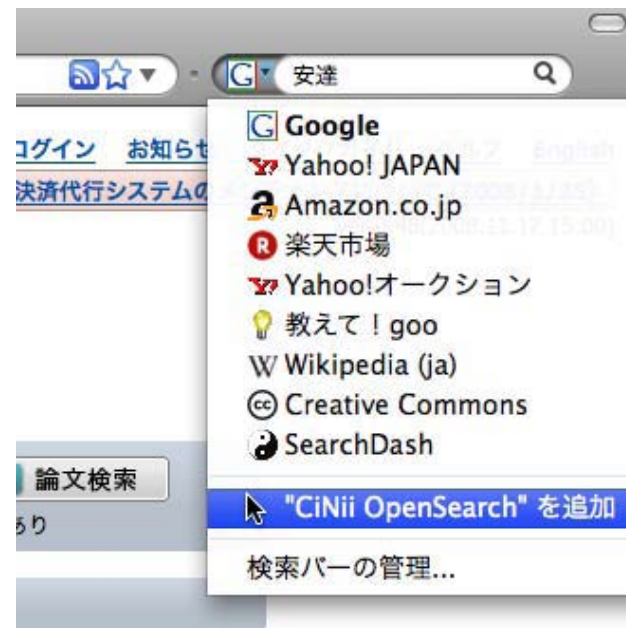 安達
ログイン お知らせ
English
決済代行システムの
Google
Yahoo! JAPAN
Amazon.co.jp
楽天市場
Yahoo!オークション
教えて！goo
Wikipedia (ja)
Creative Commons
SearchDash
論文検索
あり
"CiNii OpenSearch" を追加
検索バーの管理...